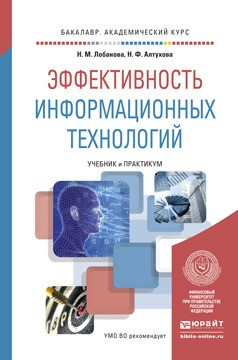 БАКАЛАВР. АКАДЕМИЧЕСКИЙ КУРС
Н. М. Лобанова, Н. Ф. Алтухова
ЭФФЕКТИВНОСТЬ
ИНФОРМАЦИОННЫХ
ТЕХНОЛОГИЙ
УЧЕБНИК и ПРАКТИКУМ
ФИНАНСОВЫЙ
УНИВЕРСИТЕТ
ПРИ ПРАВИТЕЛЬСТВЕ
РОССИЙСКОЙ
ФЕДЕРАЦИИ
УМО ВО рекомендует
юрайт
biblio-online.ru